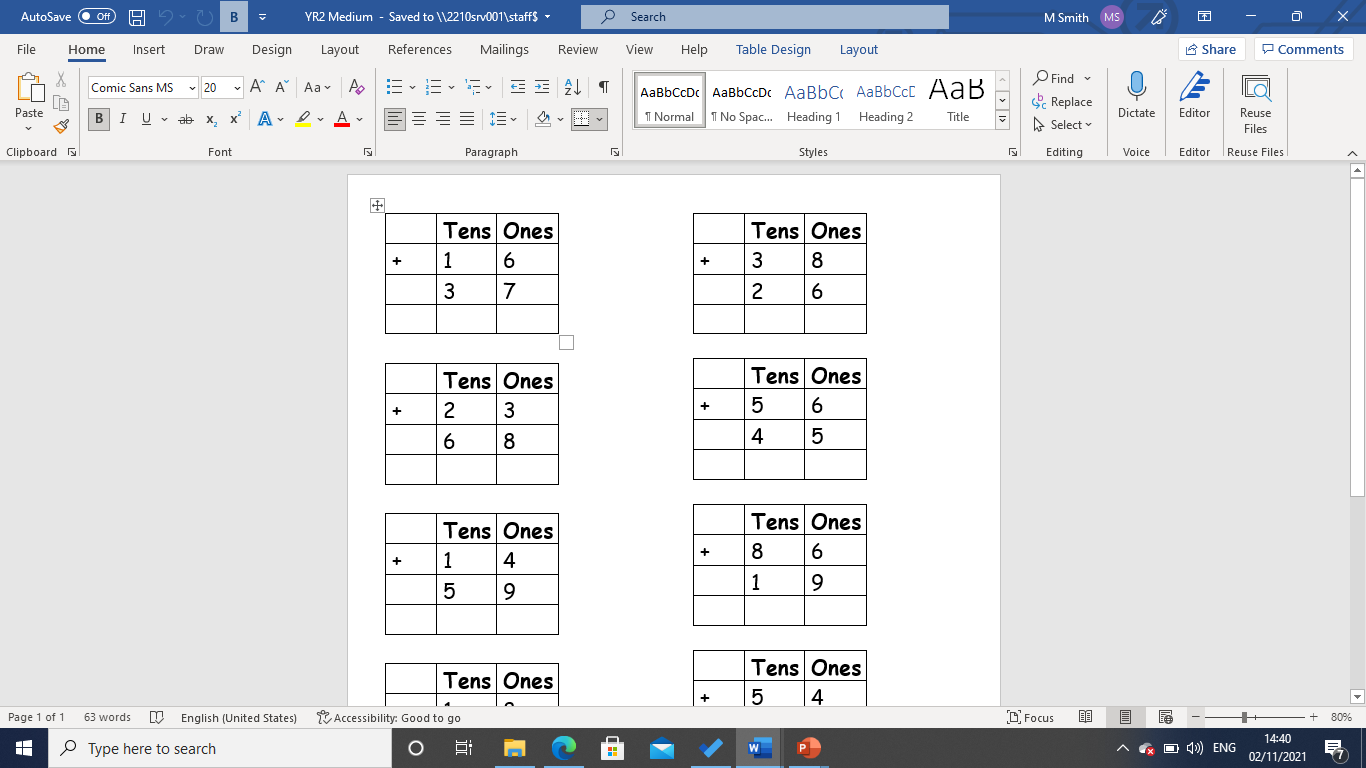 AutoSave Off B YR2 Medium - Saved to \\2210srv001\staff$ Search M Smith MS
File Home Insert Draw Design Layout References Mailings Review View Help Table Design Layout Share Comments
Paste
Clipboard
Comic Sans MS 20 A A Aa A
B I U ab x2 x2 A A
Font
Paragraph
AaBbCcDc AaBbCcDc AaBbCc AaBbCcD AaB
¶ Normal ¶ No Spac... Heading 1 Heading 2 Title
Styles
Find
Replace
Select
Editing
Dictate
Voice
Editor
Editor
Reuse Files
Reuse Files
Tens Ones
+ 1 6
3 7
Tens Ones
+ 3 8
2 6
Tens Ones
+ 2 3
6 8
Tens Ones
+ 5 6
4 5
Tens Ones
+ 1 4
5 9
Tens Ones
+ 8 6
1 9
Tens Ones
Tens Ones
+ 5 4
Page 1 of 1 63 words English (United States) Accessibility: Good to go Focus 80%
Type here to search ENG 14:40
02/11/2021 7